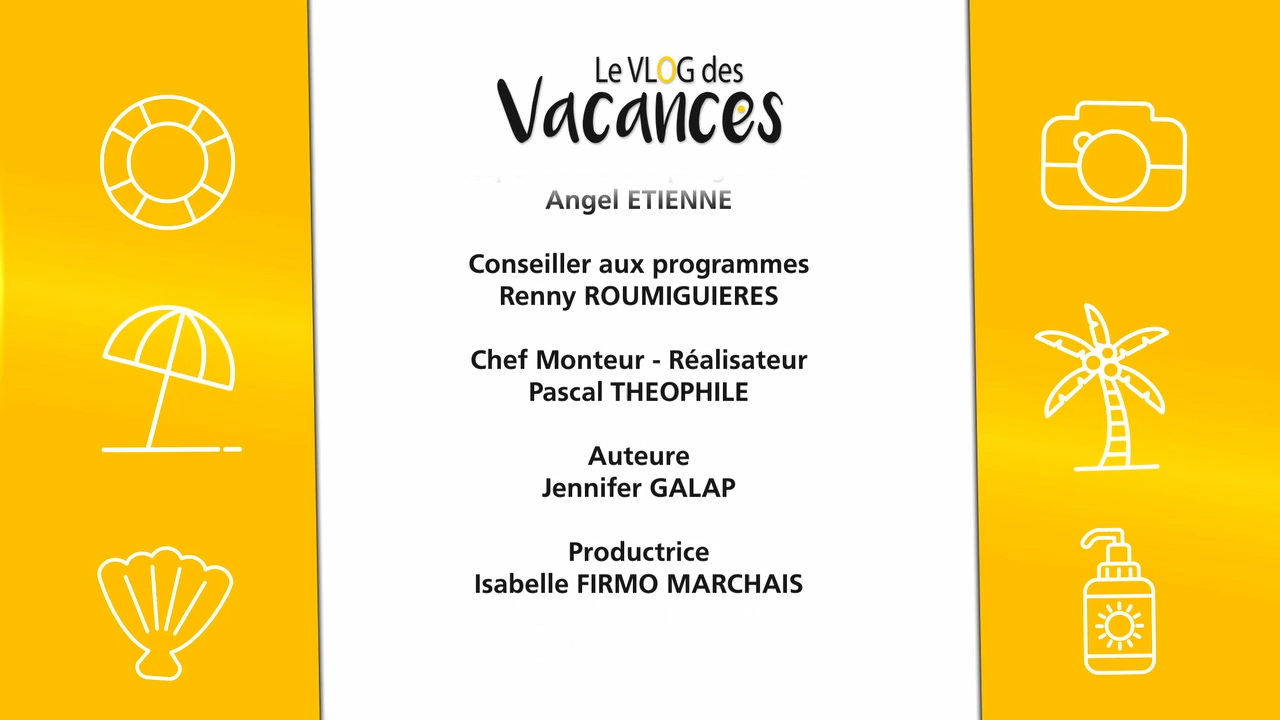 Le VLOG des
Vacances
Angel ETIENNE
Conseiller aux programmes
Renny ROUMIGUIERES
Chef Monteur - Réalisateur
Pascal THEOPHILE
Auteure
Jennifer GALAP
Productrice
Isabelle FIRMO MARCHAIS